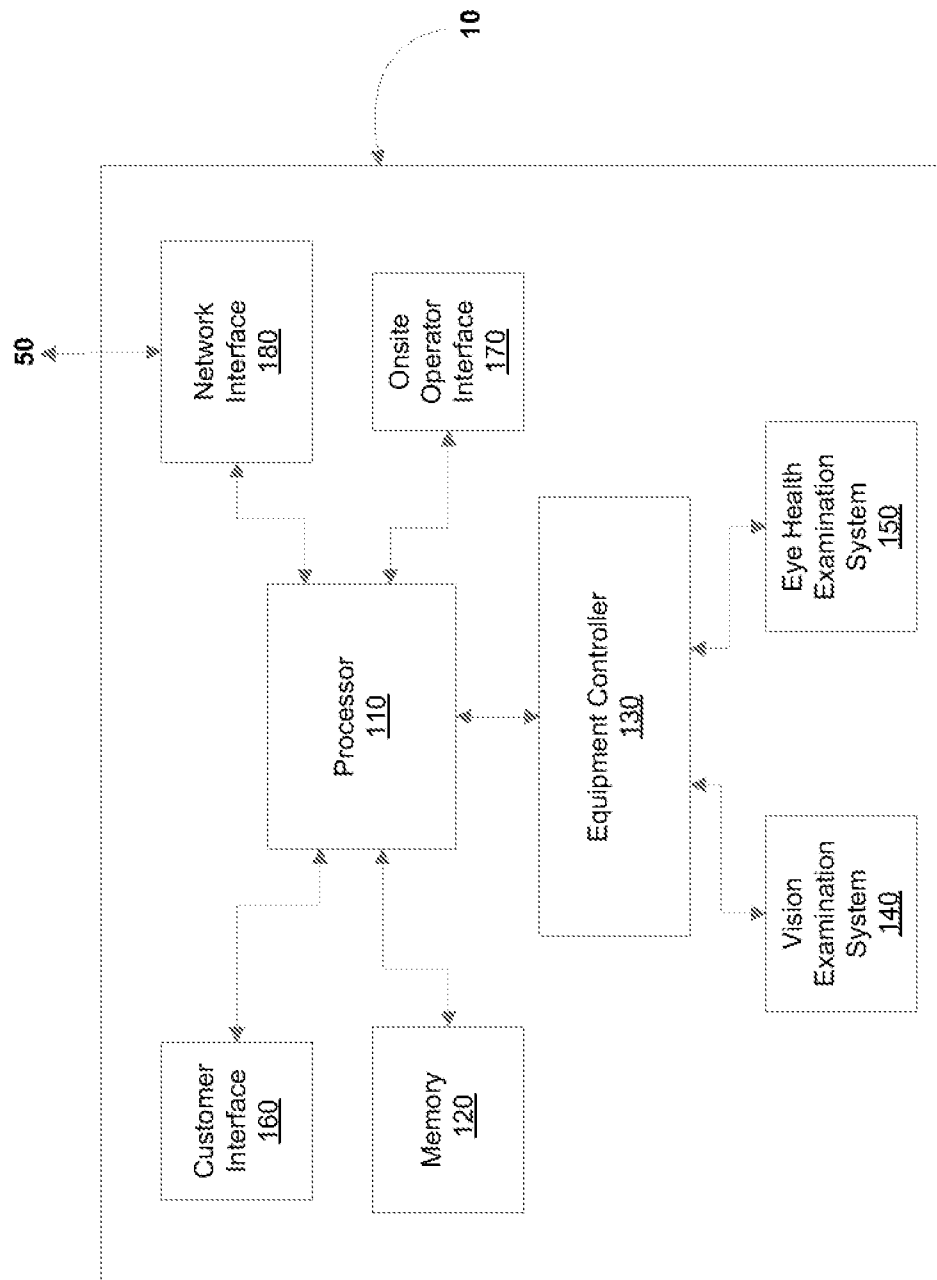 50
10
Customer
Interface
160
Network
Interface
180
Memory
120
Processor
110
Onsite
Operator
Interface
170
Equipment Controller
130
Vision
Examination
System
140
Eye Health
Examination
System
150